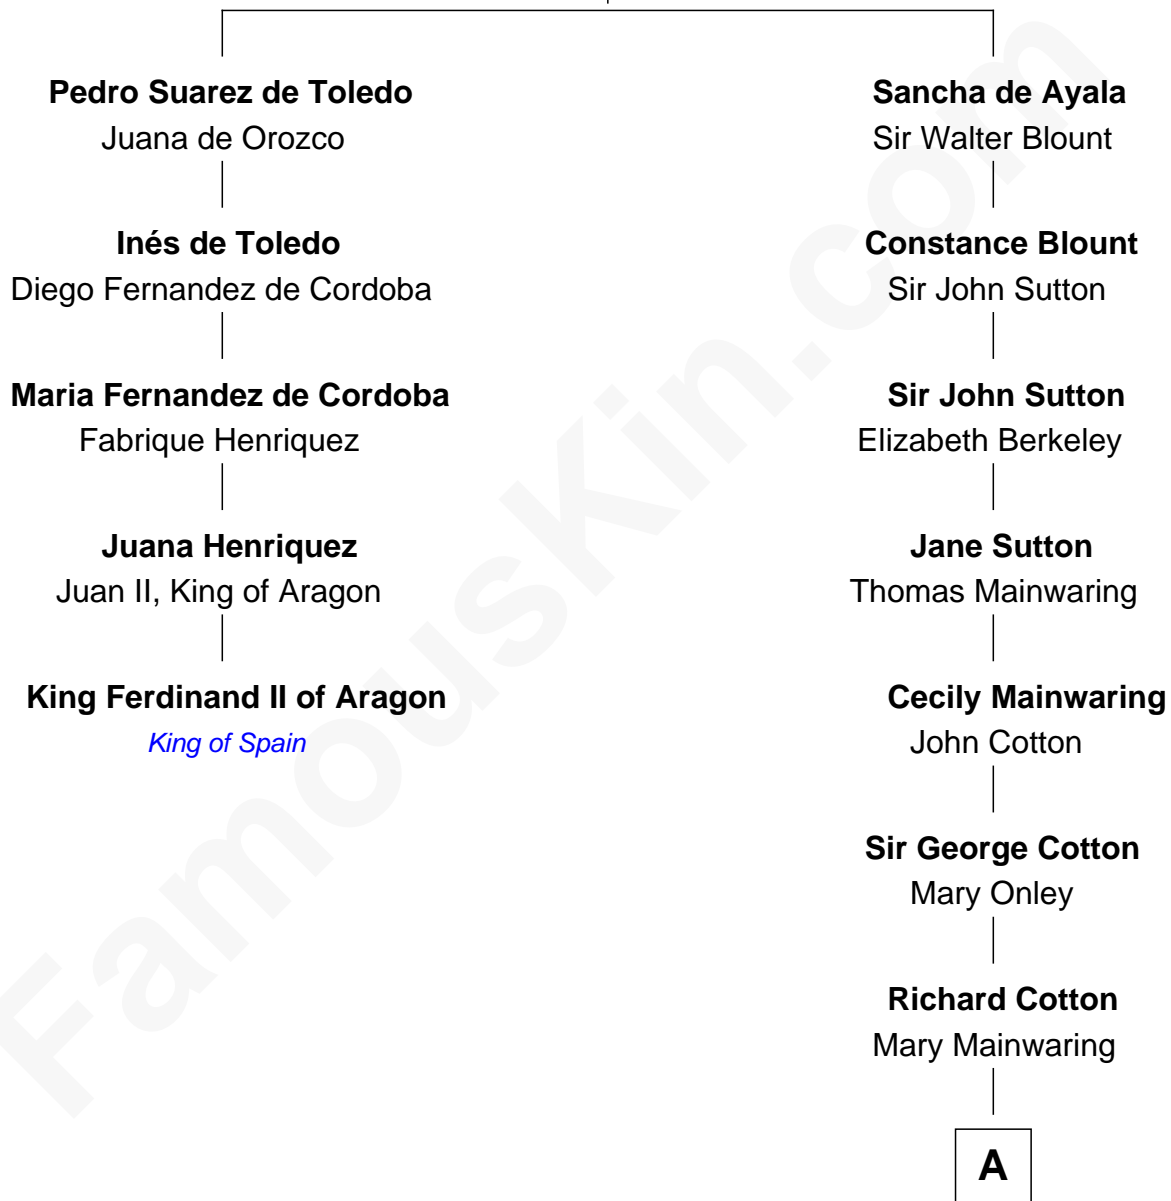 Pedro Suarez de Toledo
Juana de Orozco
Inés de Toledo
Diego Fernandez de Cordoba
Maria Fernandez de Cordoba
Fabrique Henriquez
Juana Henriquez
Juan II, King of Aragon
King Ferdinand II of Aragon
King of Spain
Sancha de Ayala
Sir Walter Blount
Constance Blount
Sir John Sutton
Sir John Sutton
Elizabeth Berkeley
Jane Sutton
Thomas Mainwaring
Cecily Mainwaring
John Cotton
Sir George Cotton
Mary Onley
Richard Cotton
Mary Mainwaring
A
FamousKin.com